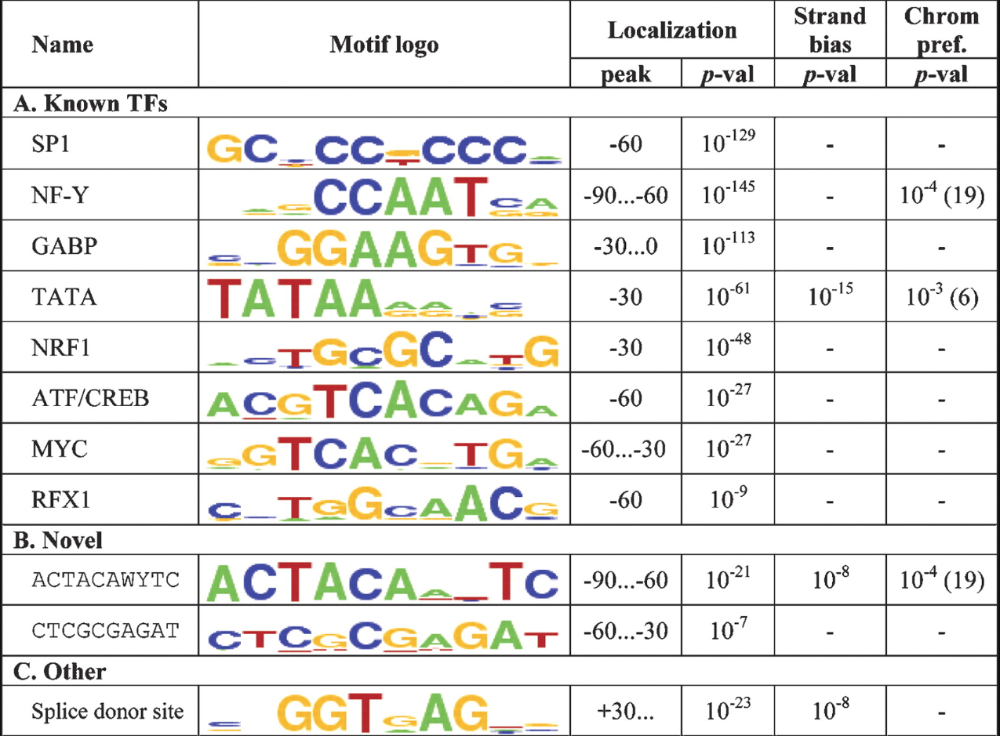 Name Motif logo Localization Strand bias Chrom pref.
peak p-val p-val p-val
A. Known TFs
SP1 GC CC CCC -60 10^-129 - -
NF-Y CCAAT -90...-60 10^-145 - 10^-4 (19)
GABP GGAAGTG -30...0 10^-113 - -
TATA TATAA -30 10^-61 10^-15 10^-3 (6)
NRF1 TGCGC TG -30 10^-48 - -
ATF/CREB ACGTCACAGA -60 10^-27 - -
MYC GGTCAC TGA -60...-30 10^-27 - -
RFX1 C TGGCAACG -60 10^-9 - -
B. Novel
ACTACAWYTC ACTACAA TC -90...-60 10^-21 10^-8 10^-4 (19)
CTCGCGAGAT CTCGCGAGAT -60...-30 10^-7 - -
C. Other
Splice donor site GGTGAG +30... 10^-23 10^-8 -